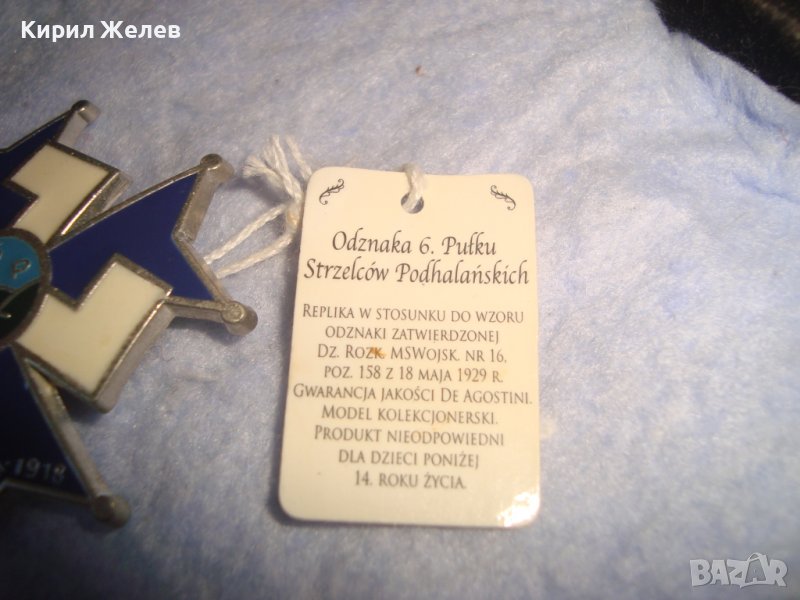 Кирил Желев
Odznaka 6. Pułku
Strzelców Podhalańskich
REPLIKA W STOSUNKU DO WZORU
ODZNAKI ZATWIERDZONEJ
DZ. ROZK. MSWOJSK. NR 16,
POZ. 158 Z 18 MAJA 1929 R.
GWARANCJA JAKOŚCI DE AGOSTINI.
MODEL KOLEKCJONERSKI.
PRODUKT NIEODPOWIEDNI
DLA DZIECI PONIŻEJ
14. ROKU ŻYCIA.
1918
BAZAR